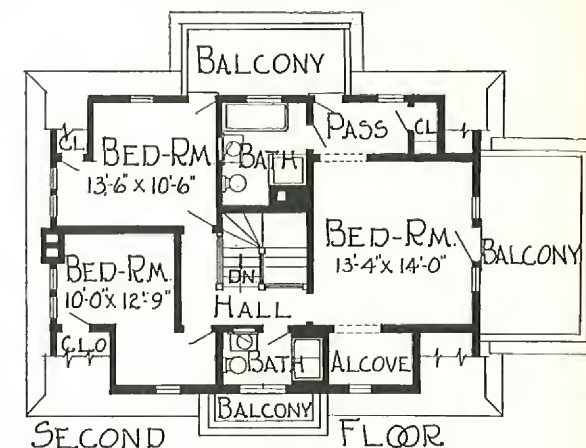 BALCONY
CL
BED-RM
13'-6" X 10'-6"
BATH
PASS
CL
BED-RM.
13'-4" X 14'-0"
BALCONY
BED-RM.
10'-0" X 12'-9"
DN
HALL
CLO
BATH
ALCOVE
BALCONY
SECOND FLOOR